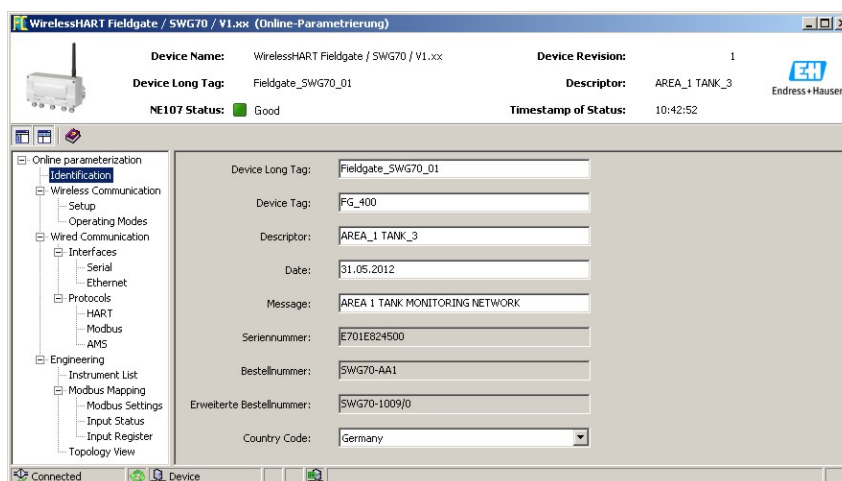 WirelessHART Fieldgate / SWG70 / V1.xx (Online-Parametrierung)
Device Name: WirelessHART Fieldgate / SWG70 / V1.xx Device Revision: 1
Device Long Tag: Fieldgate_SWG70_01 Descriptor: AREA_1 TANK_3
NE107 Status: Good Timestamp of Status: 10:42:52
EH
Endress+Hauser
Online parameterization
Identification
Wireless Communication
Setup
Operating Modes
Wired Communication
Interfaces
Serial
Ethernet
Protocols
HART
Modbus
AMS
Engineering
Instrument List
Modbus Mapping
Modbus Settings
Input Status
Input Register
Topology View
Device Long Tag: Fieldgate_SWG70_01
Device Tag: FG_400
Descriptor: AREA_1 TANK_3
Date: 31.05.2012
Message: AREA 1 TANK MONITORING NETWORK
Seriennummer: E701E824500
Bestellnummer: SWG70-AA1
Erweiterte Bestellnummer: SWG70-1009/0
Country Code: Germany
Connected Device